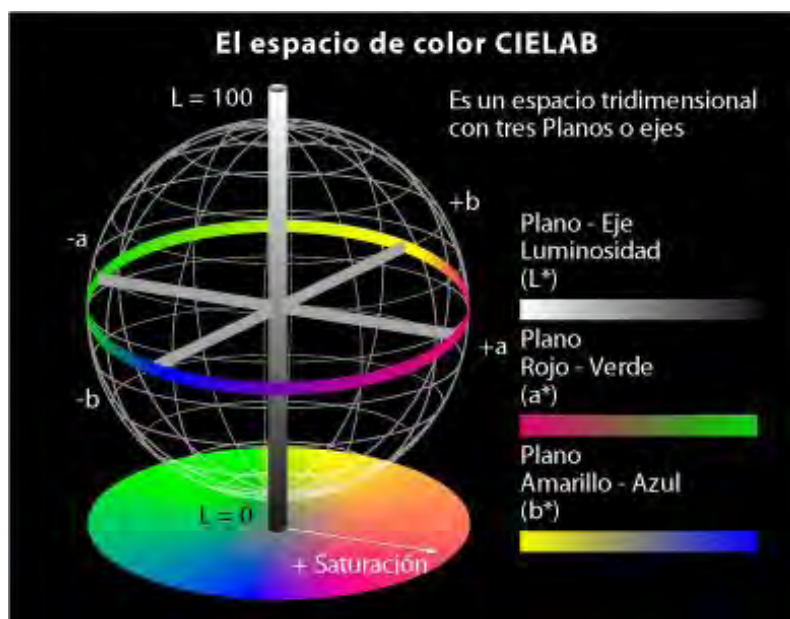 El espacio de color CIELAB
L = 100
Es un espacio tridimensional
con tres Planos o ejes
+b
-a
Plano - Eje
Luminosidad
(L*)
Plano
Rojo - Verde
(a*)
+a
-b
Plano
Amarillo - Azul
(b*)
L = 0
+ Saturación